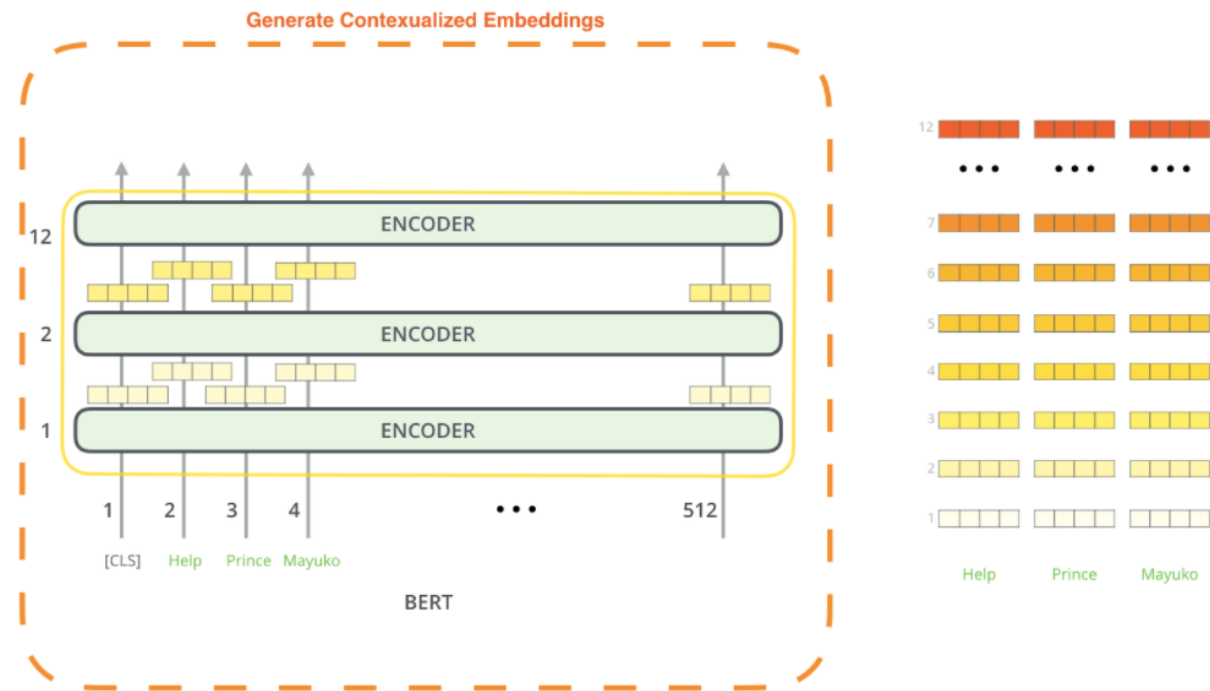 Generate Contexualized Embeddings
12
ENCODER
2
ENCODER
1
ENCODER
1 2 3 4 ••• 512
[CLS] Help Prince Mayuko
BERT
12
•••  •••  •••
7
6
5
4
3
2
1
Help Prince Mayuko